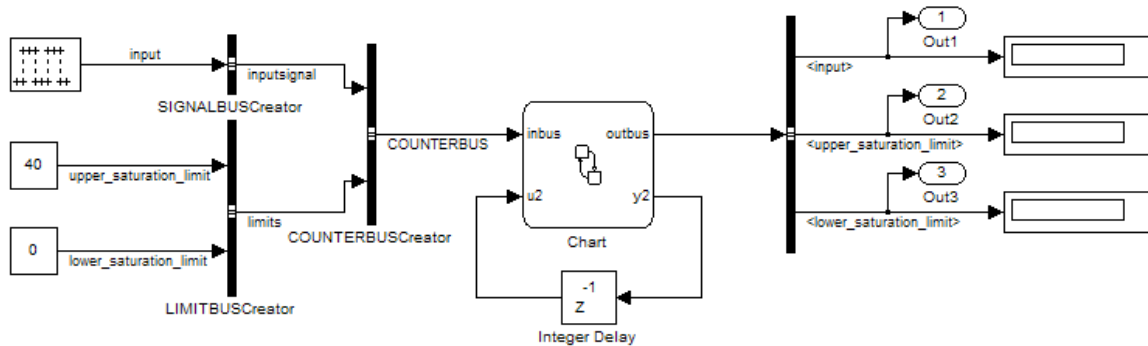 input
inputsignal
SIGNALBUSCreator
40
upper_saturation_limit
0
lower_saturation_limit
limits
LIMITBUSCreator
COUNTERBUS
COUNTERBUSCreator
inbus
outbus
u2
y2
Chart
-1
Z
Integer Delay
1
Out1
<input>
2
Out2
<upper_saturation_limit>
3
Out3
<lower_saturation_limit>